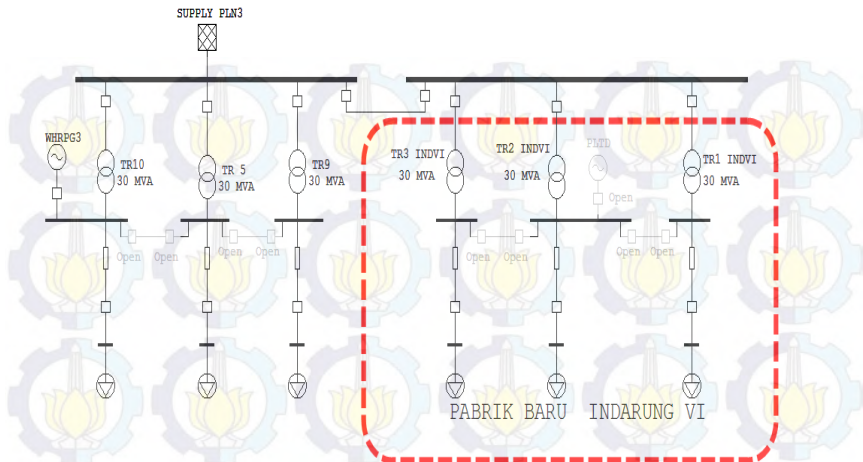 SUPPLY PLN3
WHRPG3
TR10
30 MVA
TR 5
30 MVA
TR9
30 MVA
TR3 INDVI
30 MVA
TR2 INDVI
30 MVA
PLTD
TR1 INDVI
30 MVA
Open
Open
Open
Open
Open
Open
Open
Open
Open
PABRIK BARU INDARUNG VI